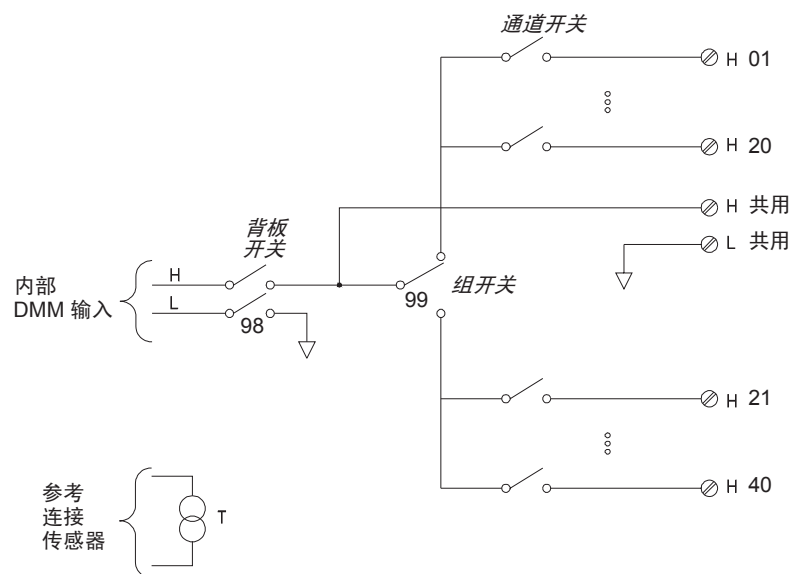 通道开关
H 01
H 20
H 共用
L 共用
背板
开关
内部
DMM 输入
H
L
98
99
组开关
H 21
H 40
参考
连接
传感器
T